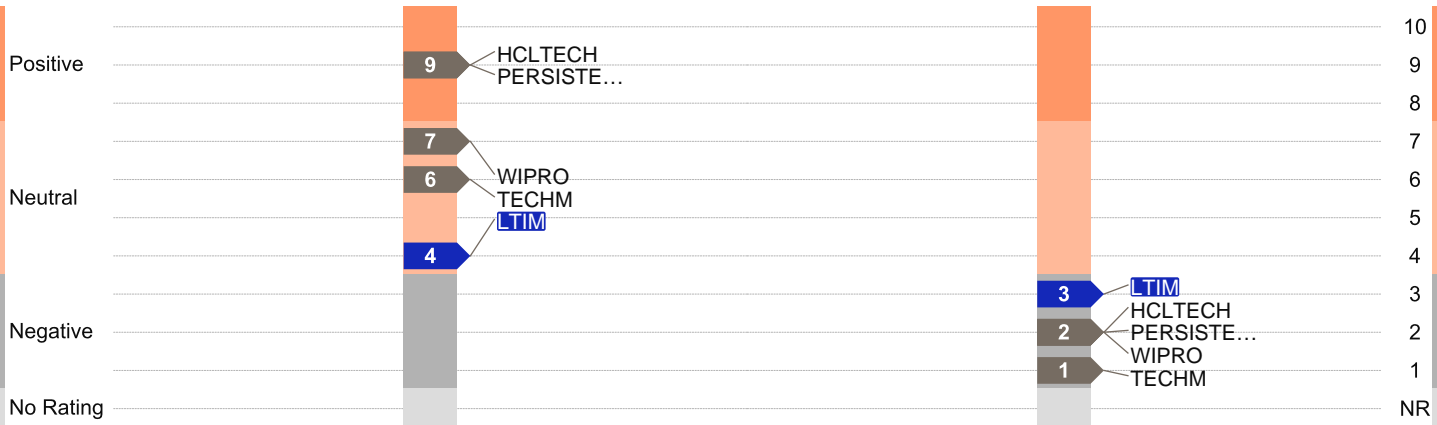 10
HCLTECH
Positive
9
9
PERSISTE…
8
7
7
WIPRO
6
6
TECHM
Neutral
LTIM
5
4
4
3
LTIM
3
HCLTECH
Negative
2
PERSISTE…
2
WIPRO
1
TECHM
1
No Rating
NR